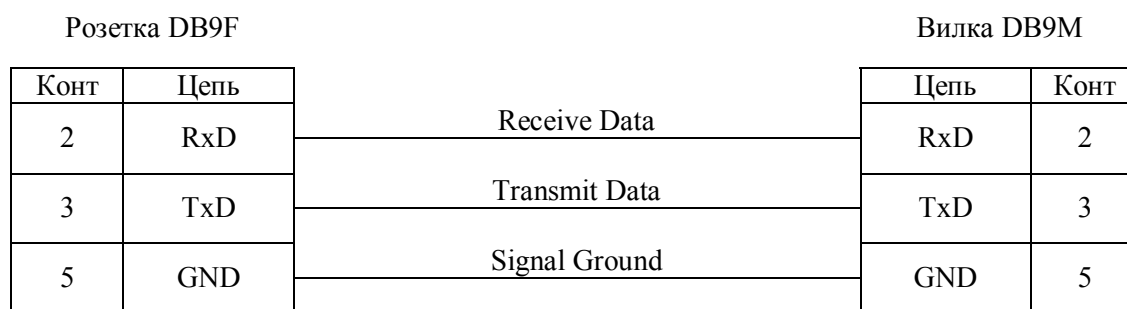 Розетка DB9F Вилка DB9M
Конт Цепь Цепь Конт
2 RxD Receive Data RxD 2
3 TxD Transmit Data TxD 3
5 GND Signal Ground GND 5